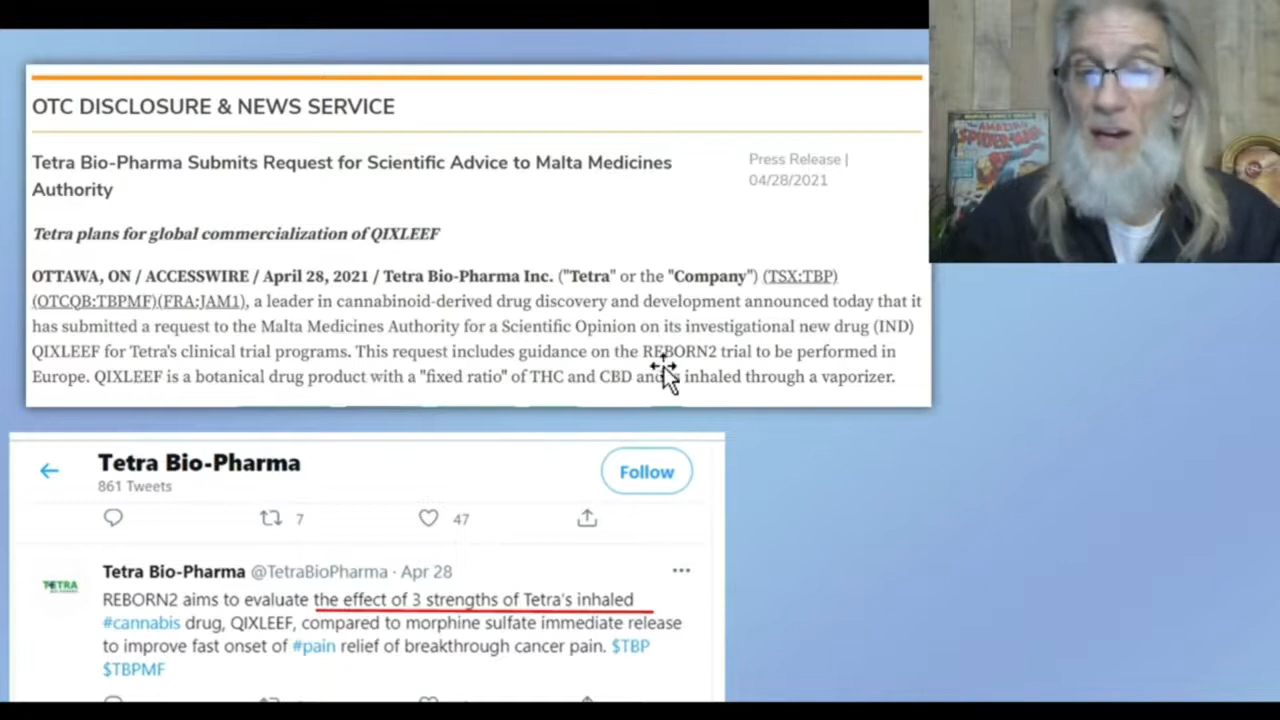 OTC DISCLOSURE & NEWS SERVICE
Tetra Bio-Pharma Submits Request for Scientific Advice to Malta Medicines
Authority
Press Release |
04/28/2021
Tetra plans for global commercialization of QIXLEEF
OTTAWA, ON / ACCESSWIRE / April 28, 2021 / Tetra Bio-Pharma Inc. ("Tetra" or the "Company") (TSX:TBP)
(OTCQB:TBPMF)(FRA:JAM1), a leader in cannabinoid-derived drug discovery and development announced today that it
has submitted a request to the Malta Medicines Authority for a Scientific Opinion on its investigational new drug (IND)
QIXLEEF for Tetra's clinical trial programs. This request includes guidance on the REBORN2 trial to be performed in
Europe. QIXLEEF is a botanical drug product with a "fixed ratio" of THC and CBD and is inhaled through a vaporizer.
AMAZING
SPIDER-MAN
Tetra Bio-Pharma
861 Tweets
Follow
7
47
TETRA
Tetra Bio-Pharma @TetraBioPharma · Apr 28
REBORN2 aims to evaluate the effect of 3 strengths of Tetra's inhaled
#cannabis drug, QIXLEEF, compared to morphine sulfate immediate release
to improve fast onset of #pain relief of breakthrough cancer pain. $TBP
$TBPMF